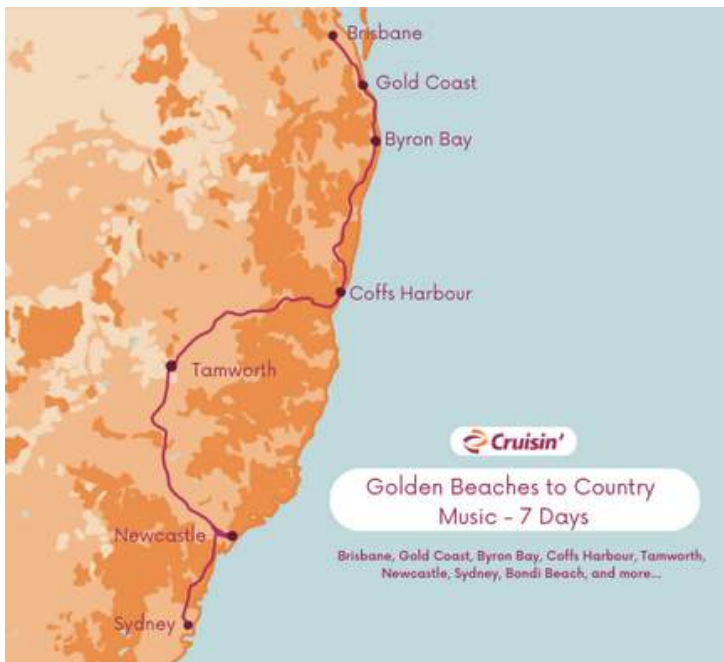 Brisbane
Gold Coast
Byron Bay
Coffs Harbour
Tamworth
Cruisin'
Golden Beaches to Country
Music - 7 Days
Newcastle
Brisbane, Gold Coast, Byron Bay, Coffs Harbour, Tamworth,
Newcastle, Sydney, Bondi Beach, and more...
Sydney